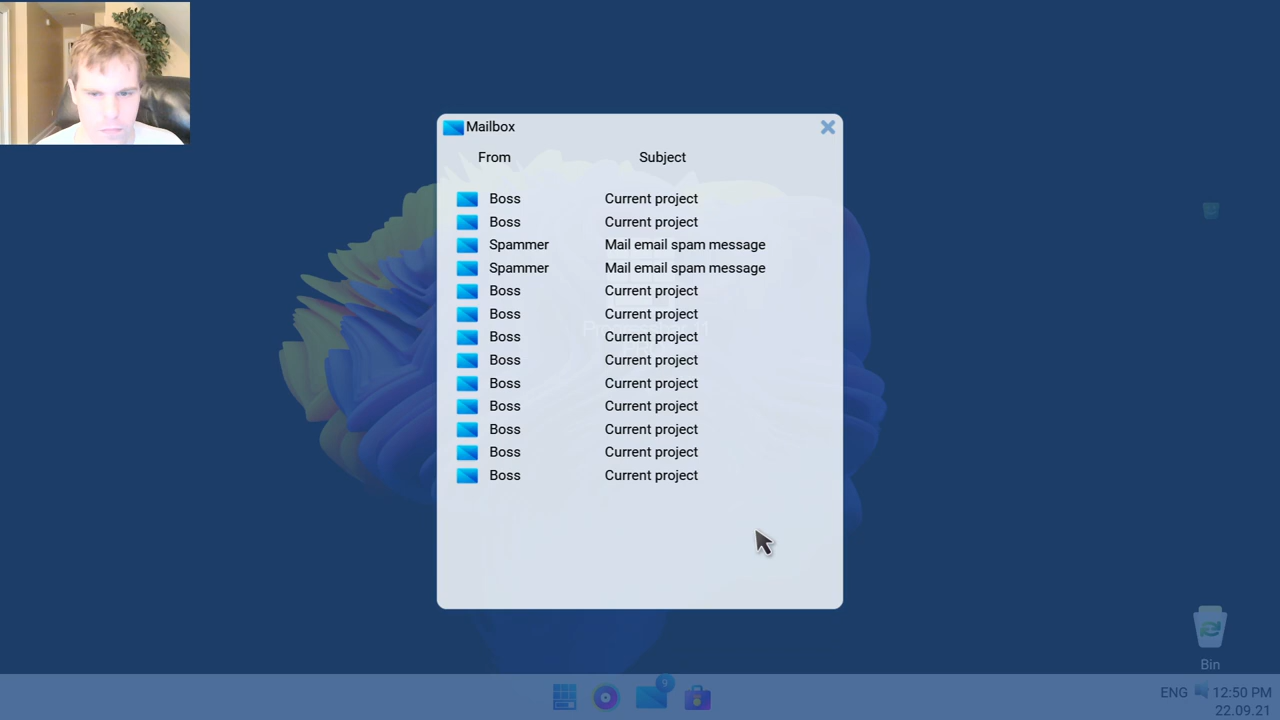 Mailbox
From Subject
Boss Current project
Boss Current project
Spammer Mail email spam message
Spammer Mail email spam message
Boss Current project
Boss Current project
Boss Current project
Boss Current project
Boss Current project
Boss Current project
Boss Current project
Boss Current project
Boss Current project
Bin
9
ENG 12:50 PM
22.09.21